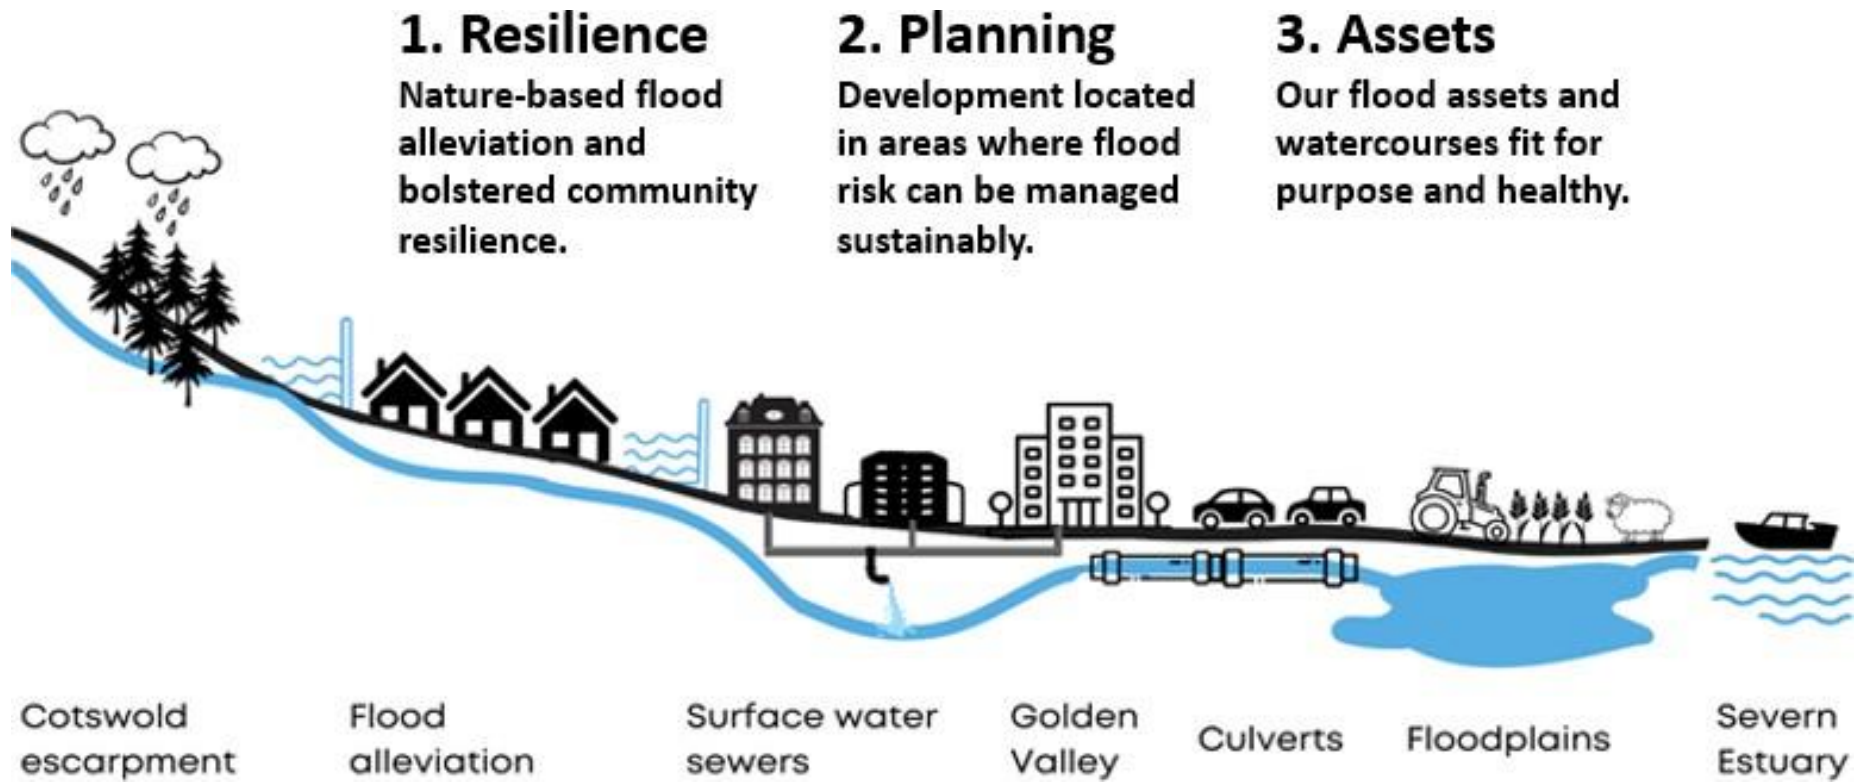 1. Resilience
Nature-based flood
alleviation and
bolstered community
resilience.
2. Planning
Development located
in areas where flood
risk can be managed
sustainably.
3. Assets
Our flood assets and
watercourses fit for
purpose and healthy.
Cotswold
escarpment
Flood
alleviation
Surface water
sewers
Golden
Valley
Culverts
Floodplains
Severn
Estuary